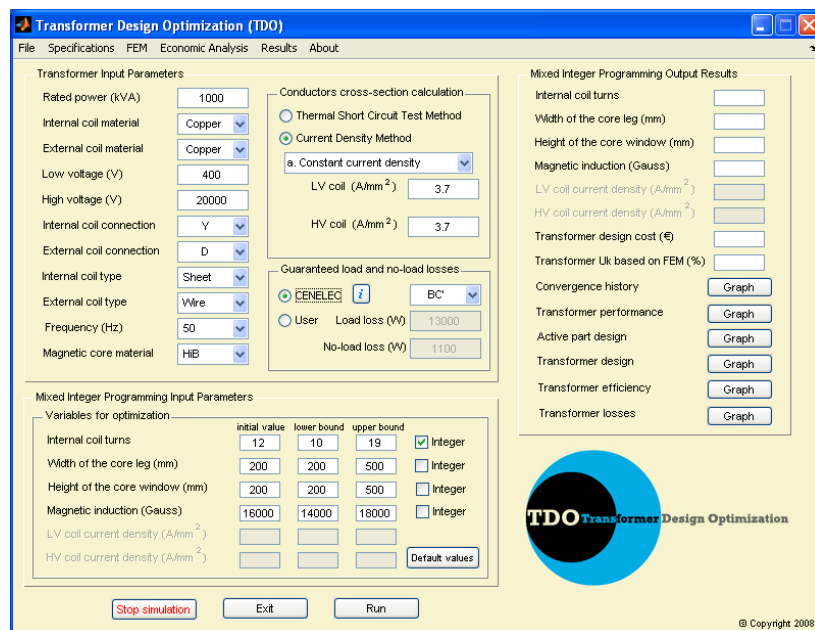 Transformer Design Optimization (TDO)
File Specifications FEM Economic Analysis Results About
Transformer Input Parameters
Rated power (kVA) 1000
Internal coil material Copper
External coil material Copper
Low voltage (V) 400
High voltage (V) 20000
Internal coil connection Y
External coil connection D
Internal coil type Sheet
External coil type Wire
Frequency (Hz) 50
Magnetic core material HiB
Conductors cross-section calculation
Thermal Short Circuit Test Method
Current Density Method
a. Constant current density
LV coil (A/mm²) 3.7
HV coil (A/mm²) 3.7
Guaranteed load and no-load losses
CENELEC i BC'
User Load loss (W) 13000
No-load loss (W) 1100
Mixed Integer Programming Input Parameters
Variables for optimization
initial value lower bound upper bound
Internal coil turns 12 10 19 Integer
Width of the core leg (mm) 200 200 500 Integer
Height of the core window (mm) 200 200 500 Integer
Magnetic induction (Gauss) 16000 14000 18000 Integer
LV coil current density (A/mm²)
HV coil current density (A/mm²) Default values
Stop simulation Exit Run
Mixed Integer Programming Output Results
Internal coil turns
Width of the core leg (mm)
Height of the core window (mm)
Magnetic induction (Gauss)
LV coil current density (A/mm²)
HV coil current density (A/mm²)
Transformer design cost (€)
Transformer Uk based on FEM (%)
Convergence history Graph
Transformer performance Graph
Active part design Graph
Transformer design Graph
Transformer efficiency Graph
Transformer losses Graph
TDO Transformer Design Optimization
© Copyright 2008